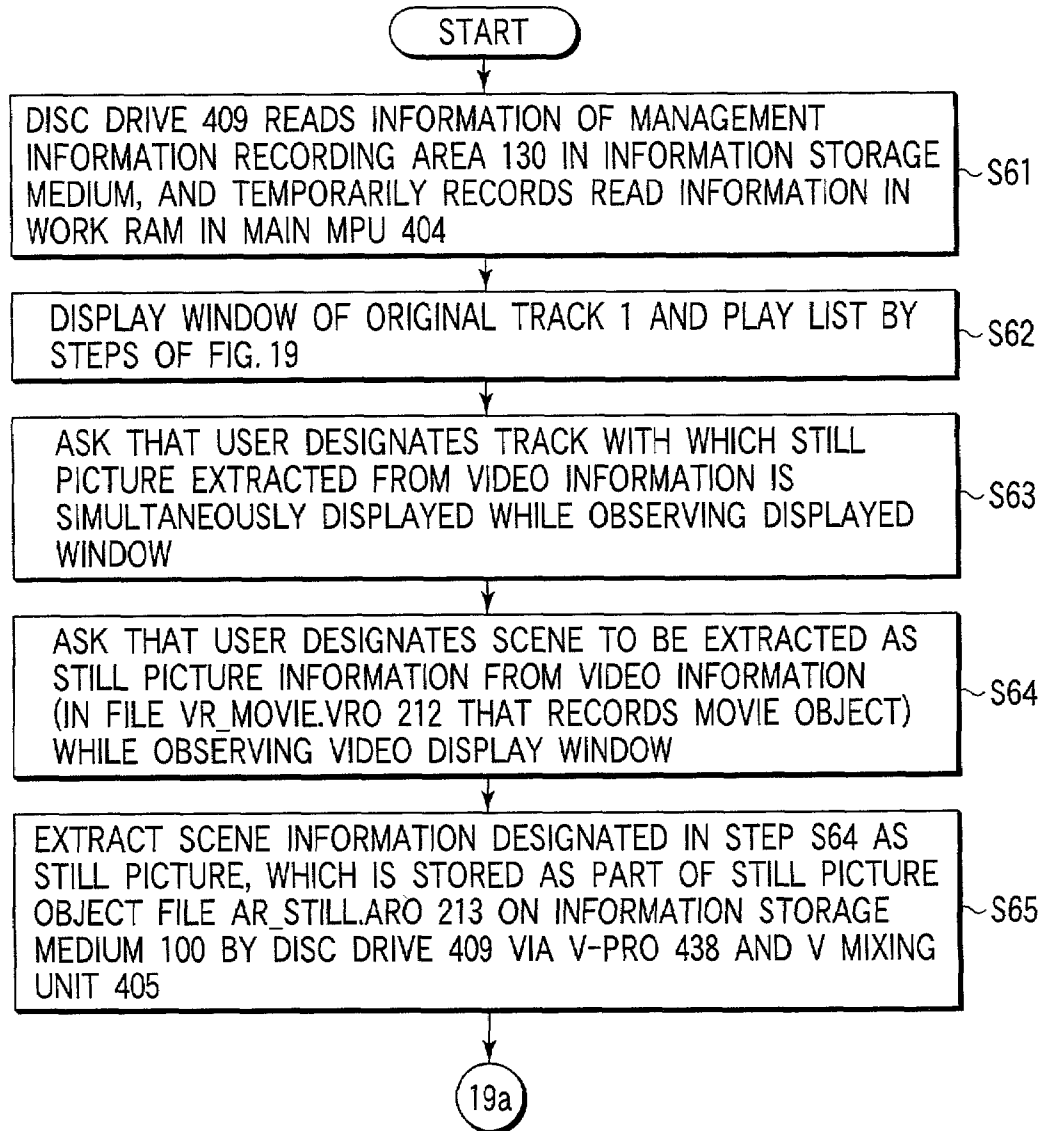 START
DISC DRIVE 409 READS INFORMATION OF MANAGEMENT
INFORMATION RECORDING AREA 130 IN INFORMATION STORAGE
MEDIUM, AND TEMPORARILY RECORDS READ INFORMATION IN
WORK RAM IN MAIN MPU 404
S61
DISPLAY WINDOW OF ORIGINAL TRACK 1 AND PLAY LIST BY
STEPS OF FIG. 19
S62
ASK THAT USER DESIGNATES TRACK WITH WHICH STILL
PICTURE EXTRACTED FROM VIDEO INFORMATION IS
SIMULTANEOUSLY DISPLAYED WHILE OBSERVING DISPLAYED
WINDOW
S63
ASK THAT USER DESIGNATES SCENE TO BE EXTRACTED AS
STILL PICTURE INFORMATION FROM VIDEO INFORMATION
(IN FILE VR_MOVIE.VRO 212 THAT RECORDS MOVIE OBJECT)
WHILE OBSERVING VIDEO DISPLAY WINDOW
S64
EXTRACT SCENE INFORMATION DESIGNATED IN STEP S64 AS
STILL PICTURE, WHICH IS STORED AS PART OF STILL PICTURE
OBJECT FILE AR_STILL.ARO 213 ON INFORMATION STORAGE
MEDIUM 100 BY DISC DRIVE 409 VIA V-PRO 438 AND V MIXING
UNIT 405
S65
19a